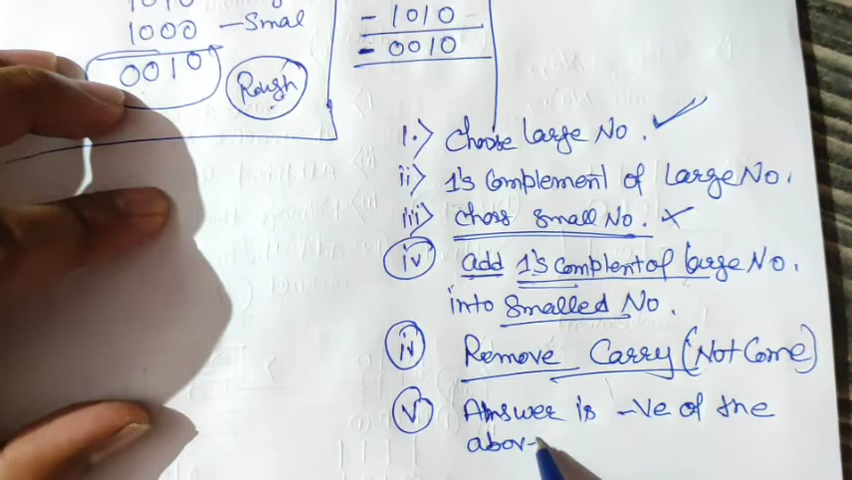 1000 - Smal
0010
Rough
- 1010
- 0010
i.> Choose large No. ✓
ii> 1's Complement of Large No.
iii> Chose Small No. ×
iv add 1's Complent of large No.
into Smalled No.
iv Remove Carry (Not Come)
v Answer is -Ve of the
abov